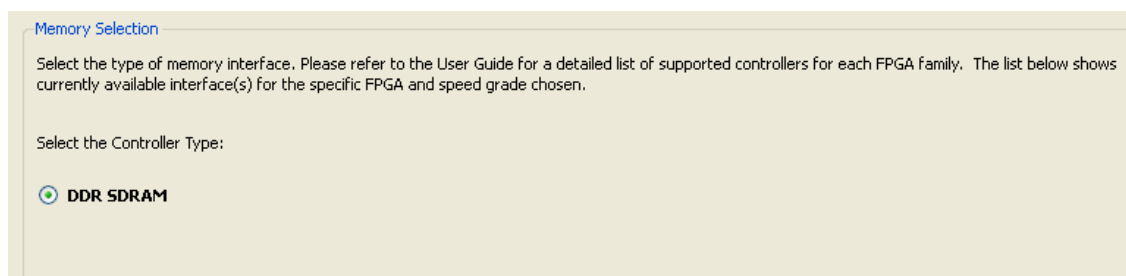 Memory Selection
Select the type of memory interface. Please refer to the User Guide for a detailed list of supported controllers for each FPGA family.  The list below shows
currently available interface(s) for the specific FPGA and speed grade chosen.
Select the Controller Type:
DDR SDRAM